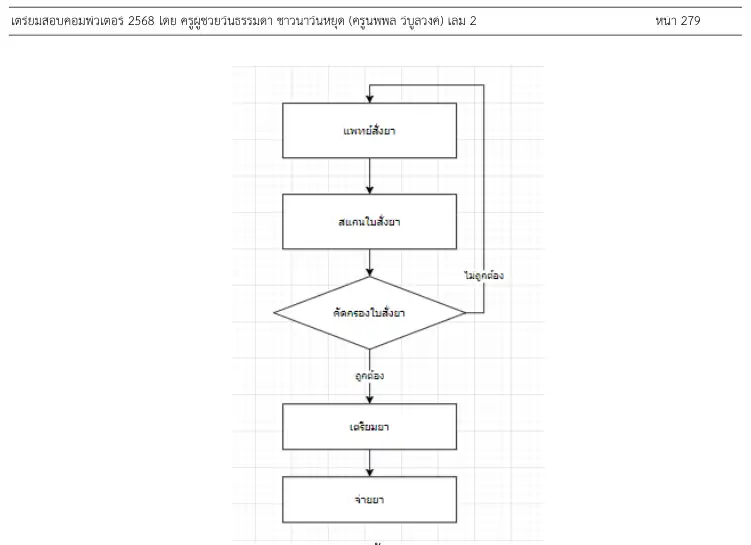 เตรียมสอบคอมพิวเตอร์ 2568 โดย ครูผู้ช่วยวันธรรมดา ชาวนาวันหยุด (ครูนพพล วิบูลวงค์) เล่ม 2 หน้า 279
แพทย์สั่งยา
สแกนใบสั่งยา
ไม่ถูกต้อง
คัดกรองใบสั่งยา
ถูกต้อง
เตรียมยา
จ่ายยา